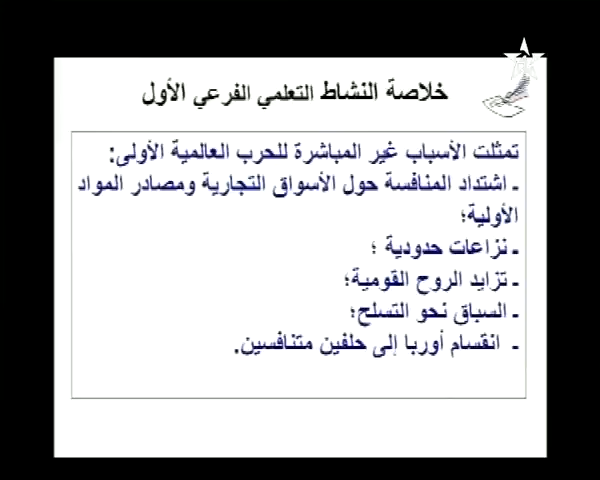 خلاصة النشاط التعلمي الفرعي الأول
تمثلت الأسباب غير المباشرة للحرب العالمية الأولى:
ـ اشتداد المنافسة حول الأسواق التجارية ومصادر المواد
الأولية؛
ـ نزاعات حدودية ؛
ـ تزايد الروح القومية؛
ـ السباق نحو التسلح؛
ـ انقسام أوربا إلى حلفين متنافسين.